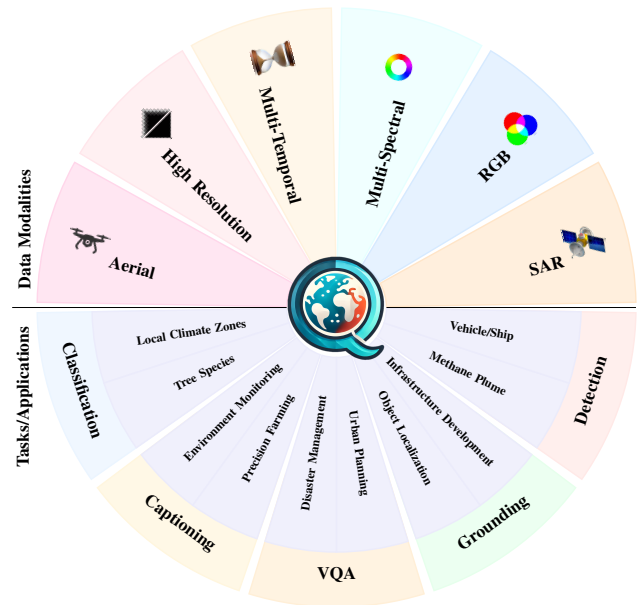 Data Modalities
Aerial
High Resolution
Multi-Temporal
Multi-Spectral
RGB
SAR
Tasks/Applications
Classification
Local Climate Zones
Tree Species
Captioning
Environment Monitoring
Precision Farming
VQA
Disaster Management
Urban Planning
Grounding
Object Localization
Infrastructure Development
Detection
Methane Plume
Vehicle/Ship